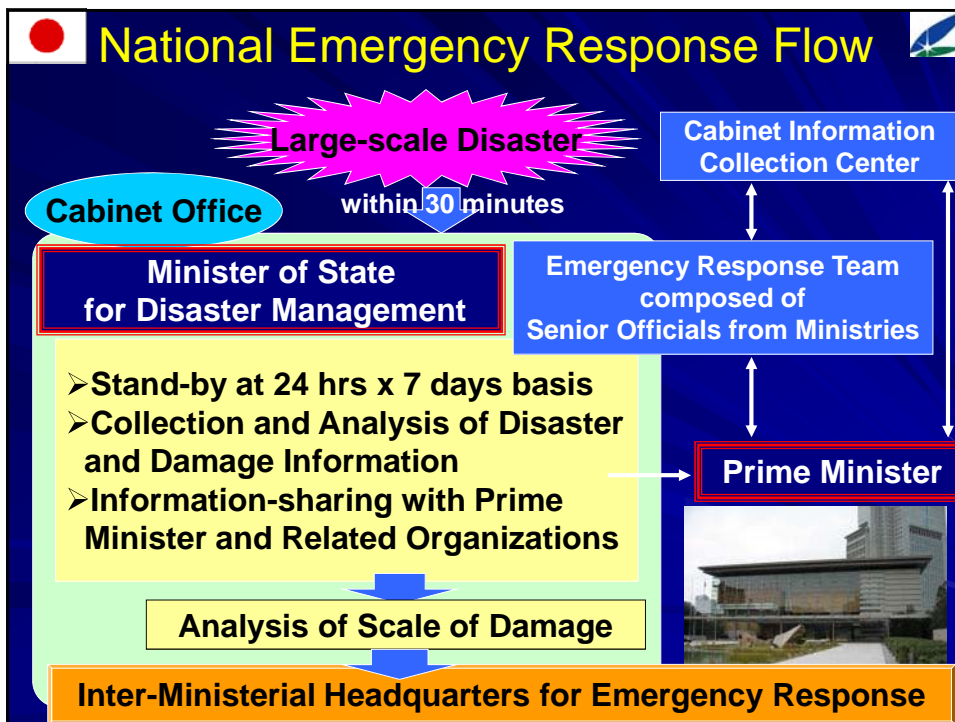 National Emergency Response Flow
Large-scale Disaster
within 30 minutes
Cabinet Information
Collection Center
Cabinet Office
Minister of State
for Disaster Management
Emergency Response Team
composed of
Senior Officials from Ministries
➢Stand-by at 24 hrs x 7 days basis
➢Collection and Analysis of Disaster
and Damage Information
➢Information-sharing with Prime
Minister and Related Organizations
Prime Minister
Analysis of Scale of Damage
Inter-Ministerial Headquarters for Emergency Response